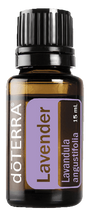 dōTERRA
Lavender
Lavandula
angustifolia
15 mL